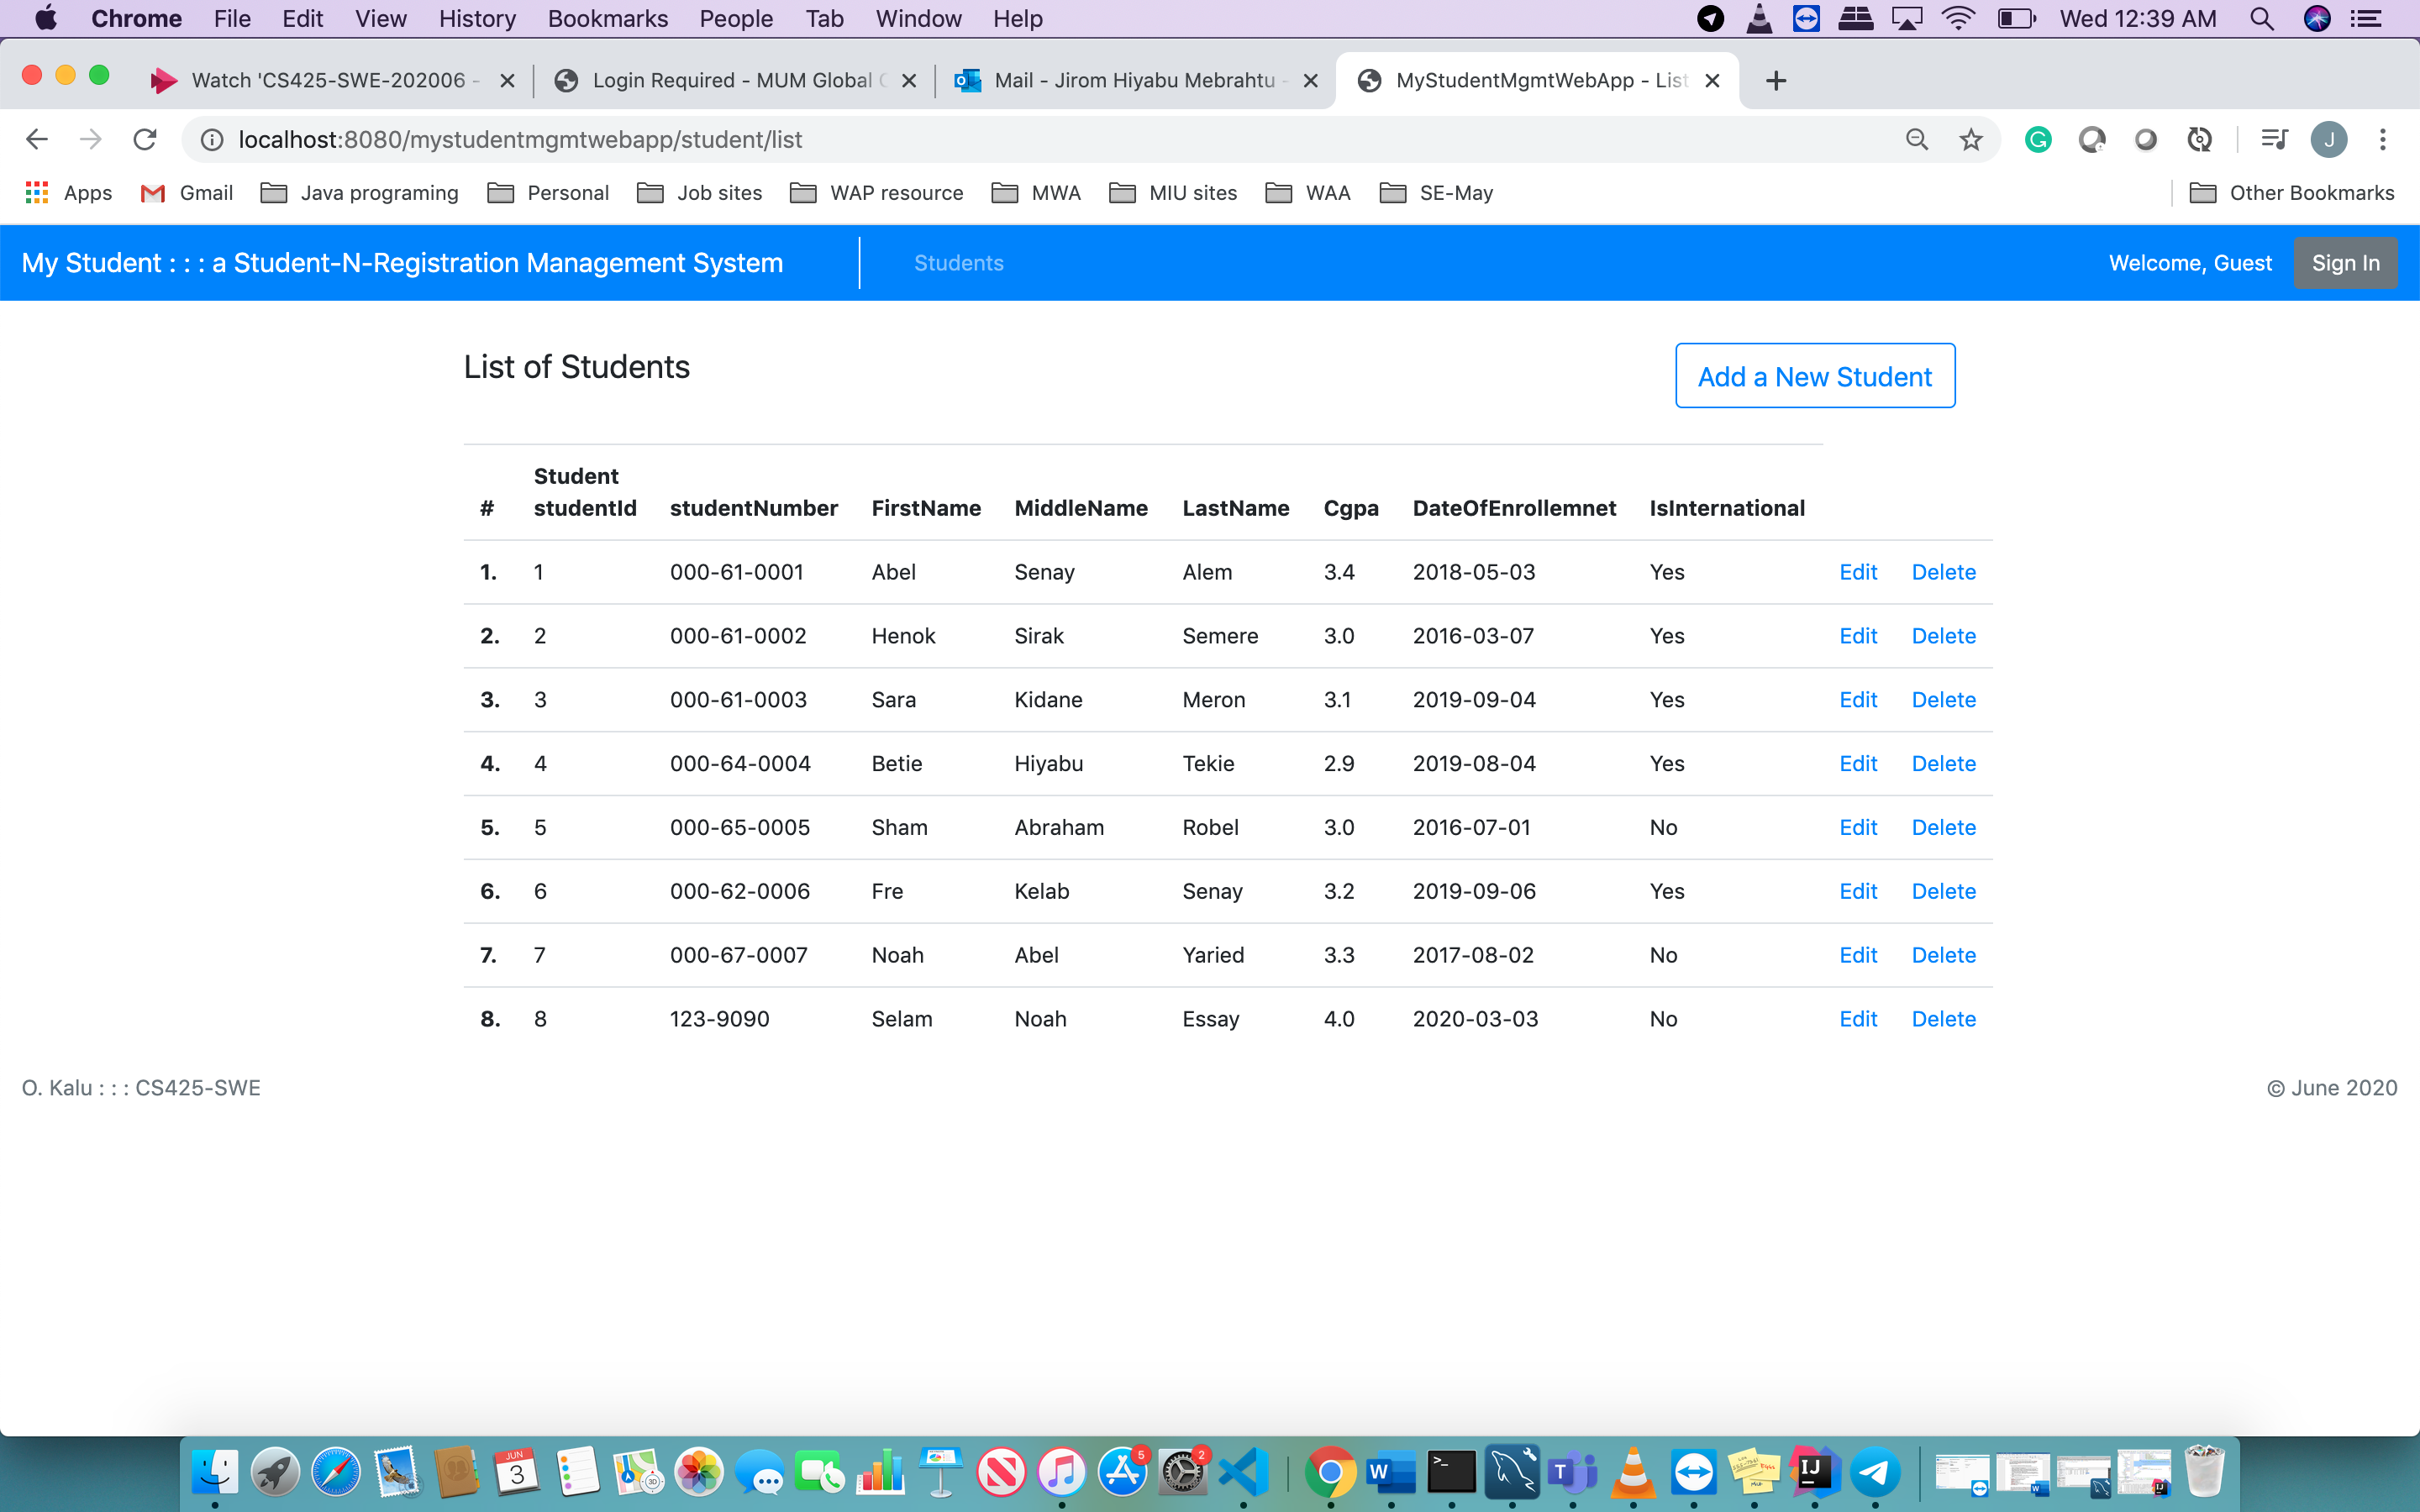 Chrome File Edit View History Bookmarks People Tab Window Help Wed 12:39 AM
Watch 'CS425-SWE-202006 - Login Required - MUM Global Mail - Jirom Hiyabu Mebrahtu - MyStudentMgmtWebApp - List
localhost:8080/mystudentmgmtwebapp/student/list J
Apps Gmail Java programing Personal Job sites WAP resource MWA MIU sites WAA SE-May Other Bookmarks
My Student : : : a Student-N-Registration Management System Students Welcome, Guest Sign In
List of Students Add a New Student
Student
# studentId studentNumber FirstName MiddleName LastName Cgpa DateOfEnrollemnet IsInternational
1. 1 000-61-0001 Abel Senay Alem 3.4 2018-05-03 Yes Edit Delete
2. 2 000-61-0002 Henok Sirak Semere 3.0 2016-03-07 Yes Edit Delete
3. 3 000-61-0003 Sara Kidane Meron 3.1 2019-09-04 Yes Edit Delete
4. 4 000-64-0004 Betie Hiyabu Tekie 2.9 2019-08-04 Yes Edit Delete
5. 5 000-65-0005 Sham Abraham Robel 3.0 2016-07-01 No Edit Delete
6. 6 000-62-0006 Fre Kelab Senay 3.2 2019-09-06 Yes Edit Delete
7. 7 000-67-0007 Noah Abel Yaried 3.3 2017-08-02 No Edit Delete
8. 8 123-9090 Selam Noah Essay 4.0 2020-03-03 No Edit Delete
O. Kalu : : : CS425-SWE © June 2020
JUN 5 2
3 W >_ T IJ